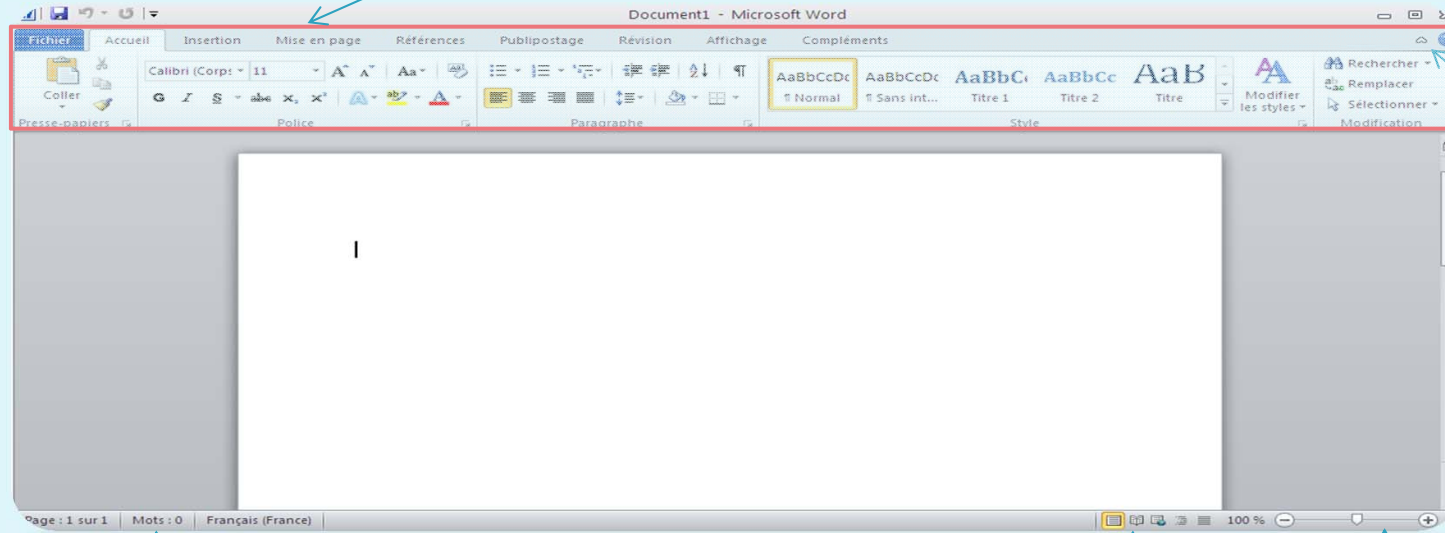 Document1 - Microsoft Word
Fichier Accueil Insertion Mise en page Références Publipostage Révision Affichage Compléments
Calibri (Corps 11 A A Aa Rechercher
Coller AaBbCcDc AaBbCcDc AaBbC AaBbCc AaB Modifier les styles Remplacer
G I S abc x₂ x² ab A ¶ Normal ¶ Sans int... Titre 1 Titre 2 Titre Sélectionner
Presse-papiers Police Paragraphe Style Modification
Page : 1 sur 1 Mots : 0 Français (France) 100 %